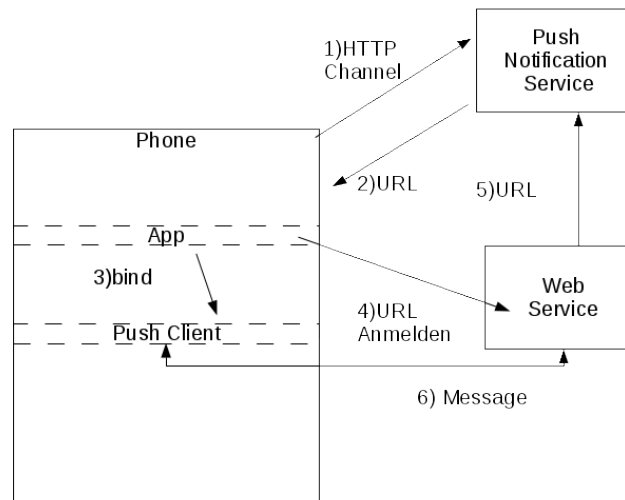 1)HTTP
Channel
Push
Notification
Service
Phone
2)URL
5)URL
App
3)bind
Web
Service
4)URL
Anmelden
Push Client
6) Message